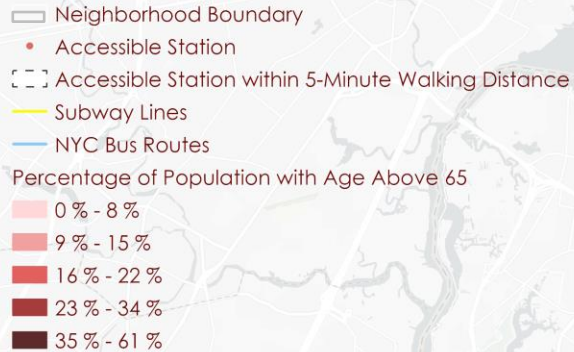 Neighborhood Boundary
Accessible Station
Accessible Station within 5-Minute Walking Distance
Subway Lines
NYC Bus Routes
Percentage of Population with Age Above 65
0 % - 8 %
9 % - 15 %
16 % - 22 %
23 % - 34 %
35 % - 61 %